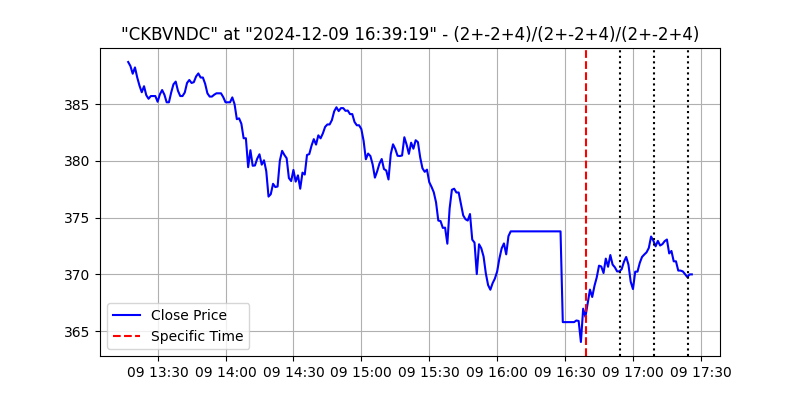 "CKBVNDC" at "2024-12-09 16:39:19" - (2+-2+4)/(2+-2+4)/(2+-2+4)
385
380
375
370
365
Close Price
Specific Time
09 13:30 09 14:00 09 14:30 09 15:00 09 15:30 09 16:00 09 16:30 09 17:00 09 17:30